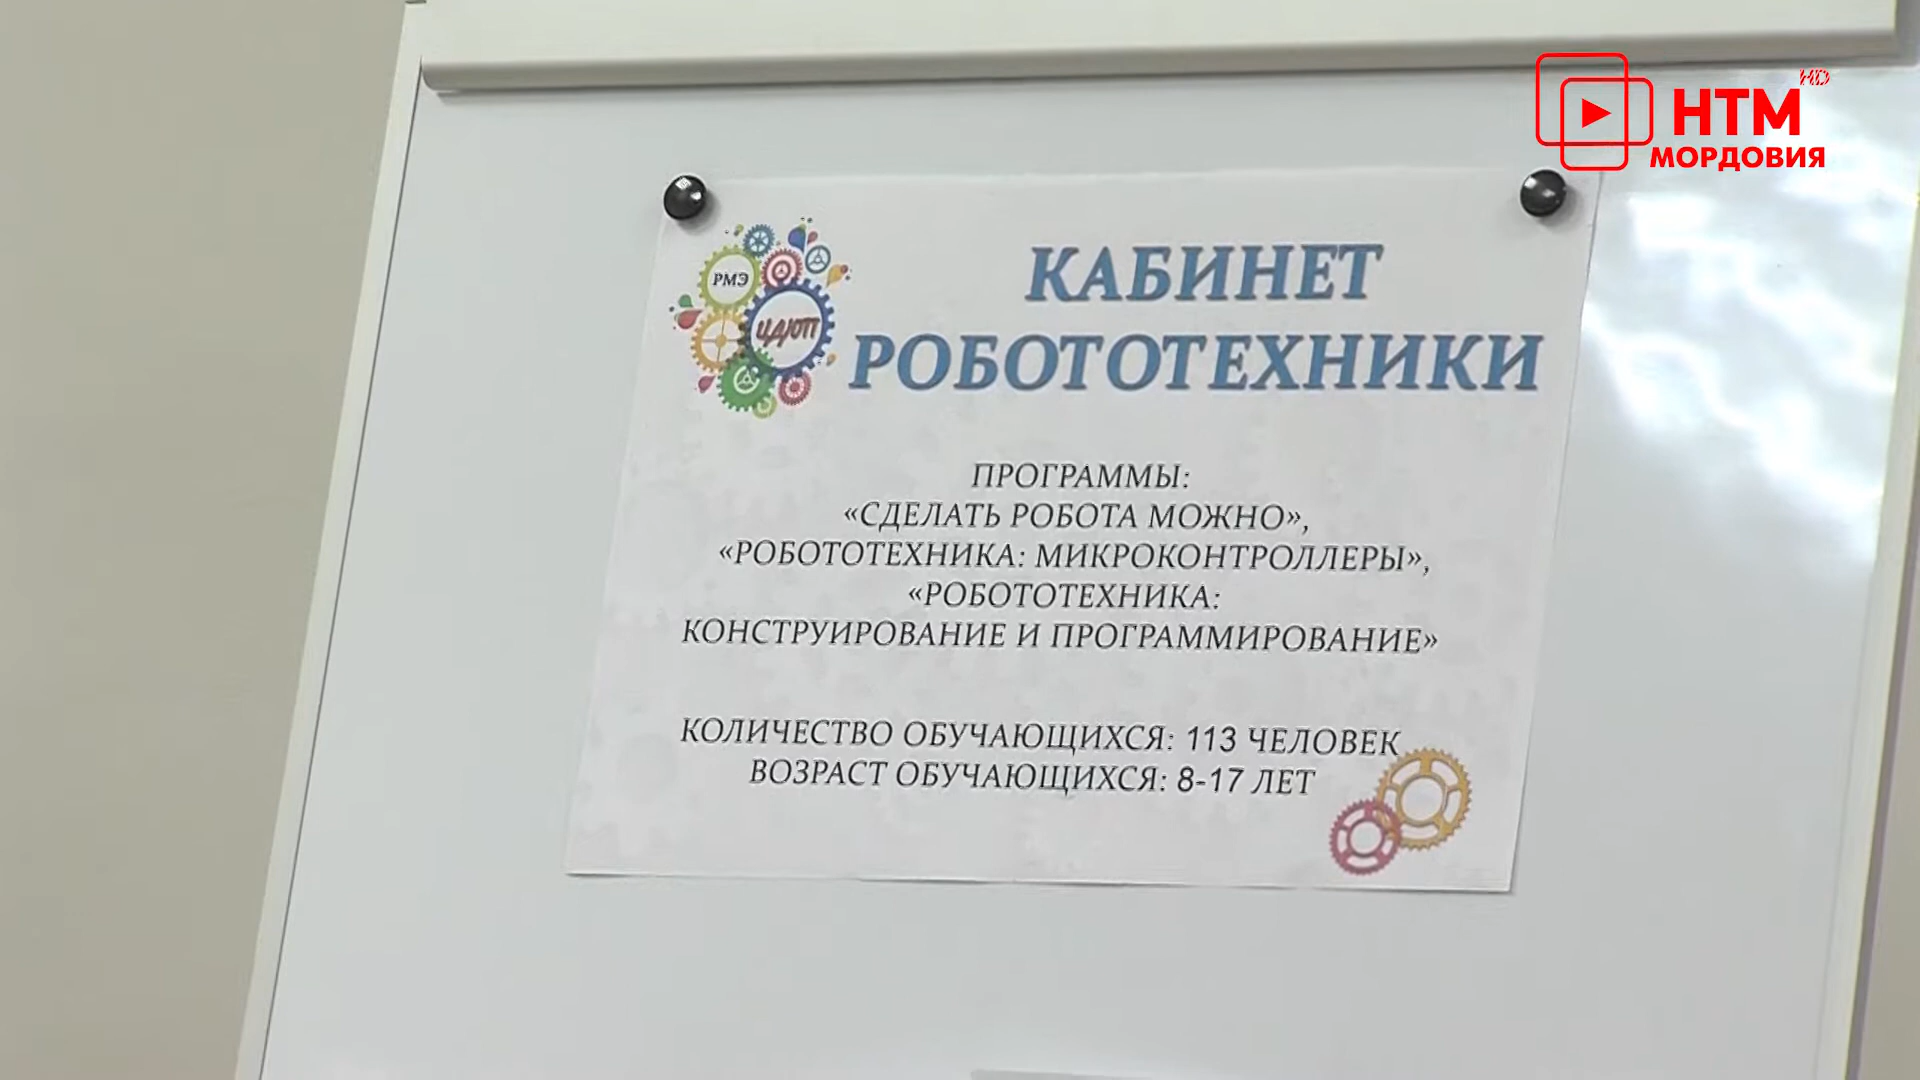 HD
НТМ
МОРДОВИЯ
РМЭ
ЦДЮТТ
КАБИНЕТ
РОБОТОТЕХНИКИ
ПРОГРАММЫ:
«СДЕЛАТЬ РОБОТА МОЖНО»,
«РОБОТОТЕХНИКА: МИКРОКОНТРОЛЛЕРЫ»,
«РОБОТОТЕХНИКА:
КОНСТРУИРОВАНИЕ И ПРОГРАММИРОВАНИЕ»
КОЛИЧЕСТВО ОБУЧАЮЩИХСЯ: 113 ЧЕЛОВЕК
ВОЗРАСТ ОБУЧАЮЩИХСЯ: 8-17 ЛЕТ